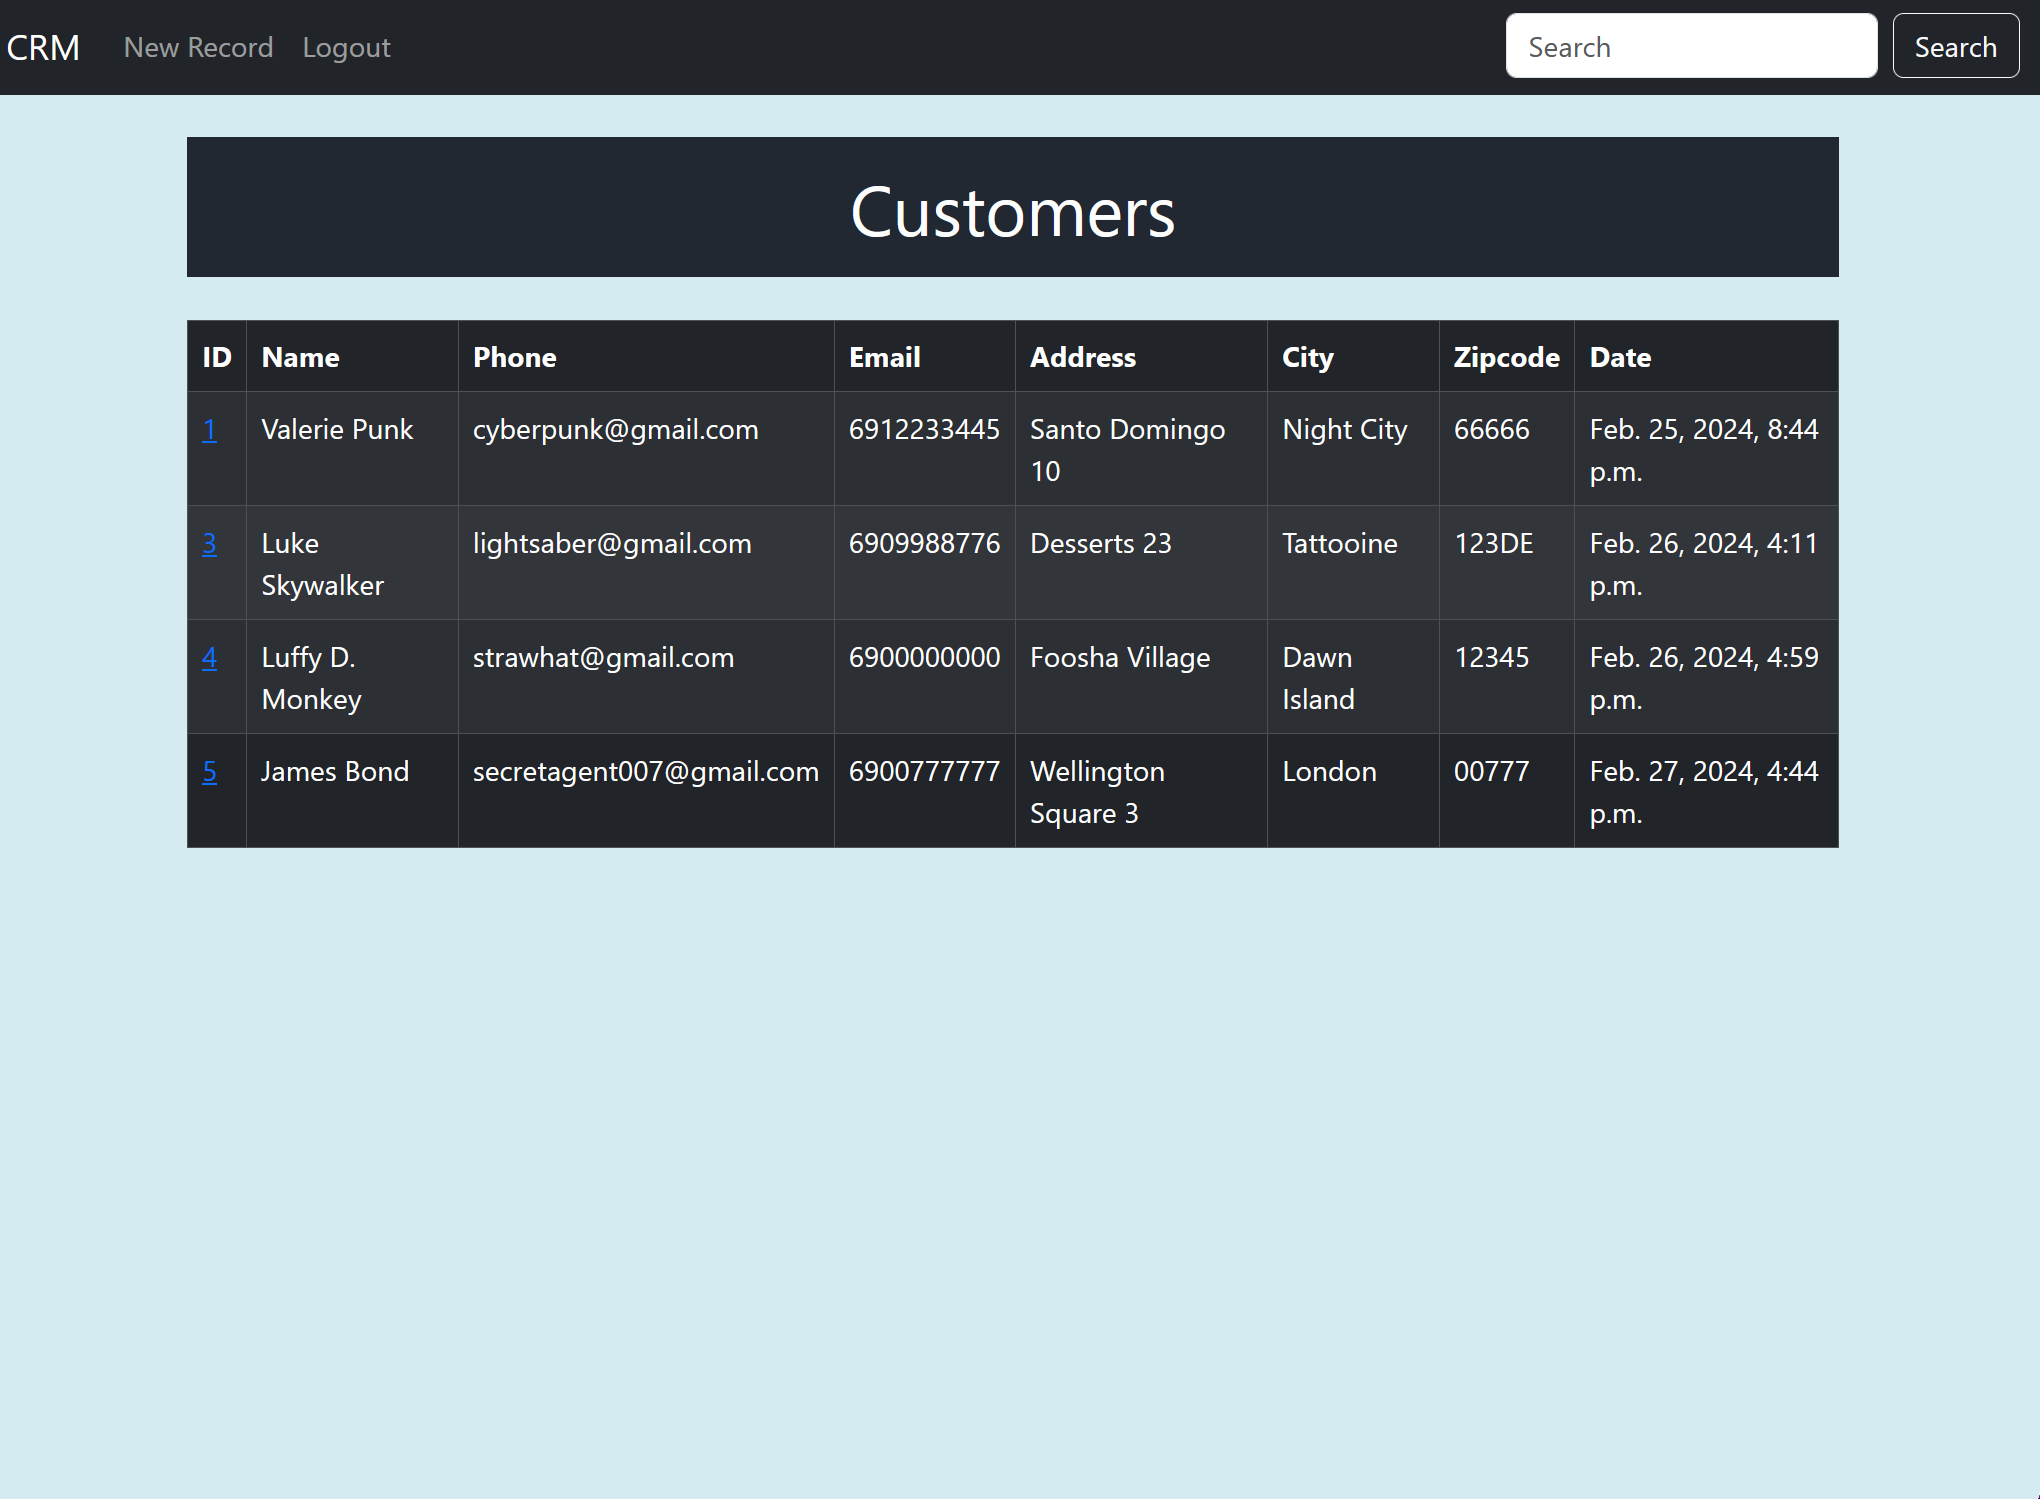 CRM New Record Logout Search Search
Customers
ID Name Phone Email Address City Zipcode Date
1 Valerie Punk cyberpunk@gmail.com 6912233445 Santo Domingo Night City 66666 Feb. 25, 2024, 8:44
10 p.m.
3 Luke lightsaber@gmail.com 6909988776 Desserts 23 Tattooine 123DE Feb. 26, 2024, 4:11
Skywalker p.m.
4 Luffy D. strawhat@gmail.com 6900000000 Foosha Village Dawn 12345 Feb. 26, 2024, 4:59
Monkey Island p.m.
5 James Bond secretagent007@gmail.com 6900777777 Wellington London 00777 Feb. 27, 2024, 4:44
Square 3 p.m.